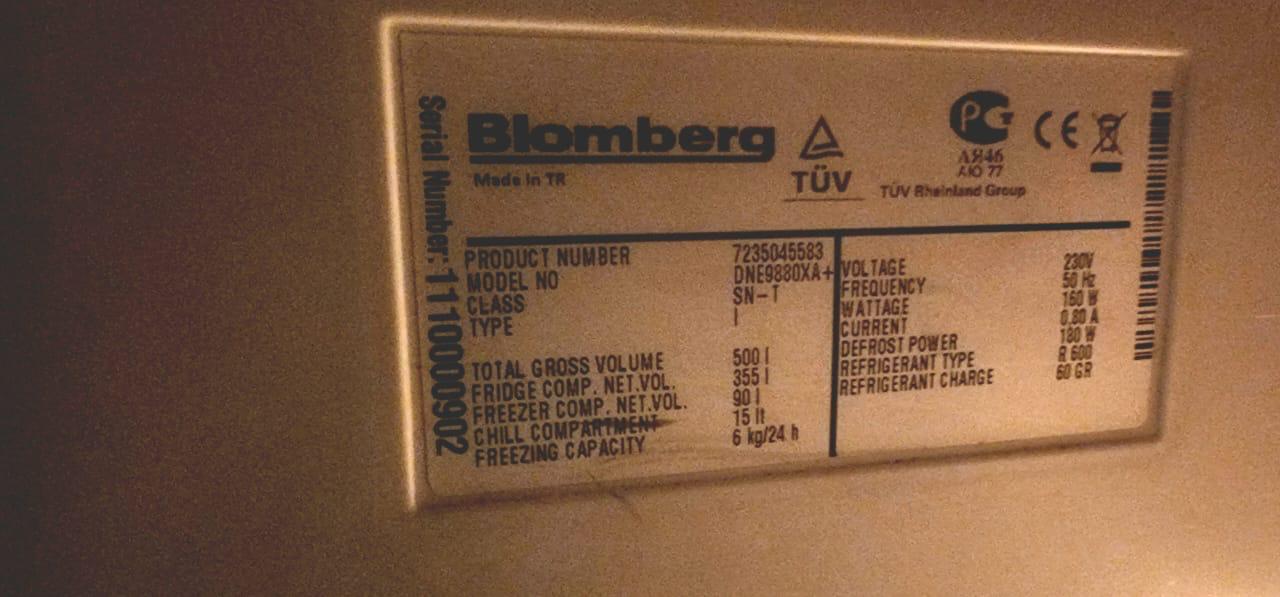 Serial Number: 1110000902
Blomberg
Made in TR
TÜV
PG
АЯ46
АЮ 77
TÜV Rheinland Group
CE
PRODUCT NUMBER 7235045583
MODEL NO DNE9880XA+
CLASS SN-T
TYPE I
TOTAL GROSS VOLUME 500 l
FRIDGE COMP. NET.VOL. 355 l
FREEZER COMP. NET.VOL. 90 l
CHILL COMPARTMENT 15 lt
FREEZING CAPACITY 6 kg/24 h
VOLTAGE 230V
FREQUENCY 50 Hz
WATTAGE 160 W
CURRENT 0.80 A
DEFROST POWER 180 W
REFRIGERANT TYPE R 600
REFRIGERANT CHARGE 60 GR